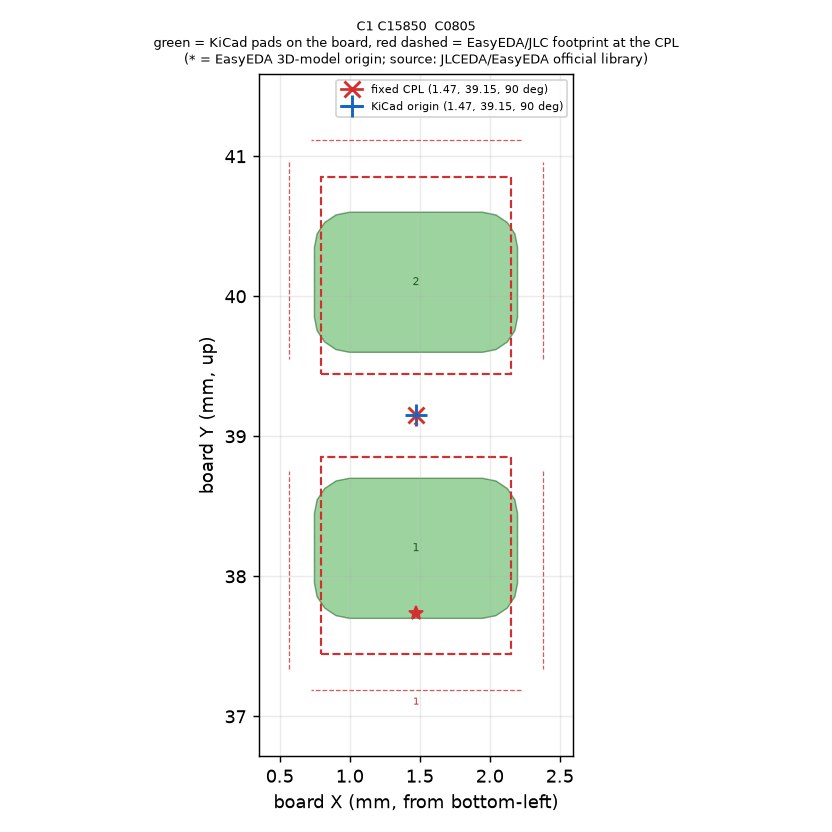 C1 C15850 C0805
green = KiCad pads on the board, red dashed = EasyEDA/JLC footprint at the CPL
(* = EasyEDA 3D-model origin; source: JLCEDA/EasyEDA official library)
fixed CPL (1.47, 39.15, 90 deg)
KiCad origin (1.47, 39.15, 90 deg)
41
40
39
38
37
2
1
1
board Y (mm, up)
0.5 1.0 1.5 2.0 2.5
board X (mm, from bottom-left)